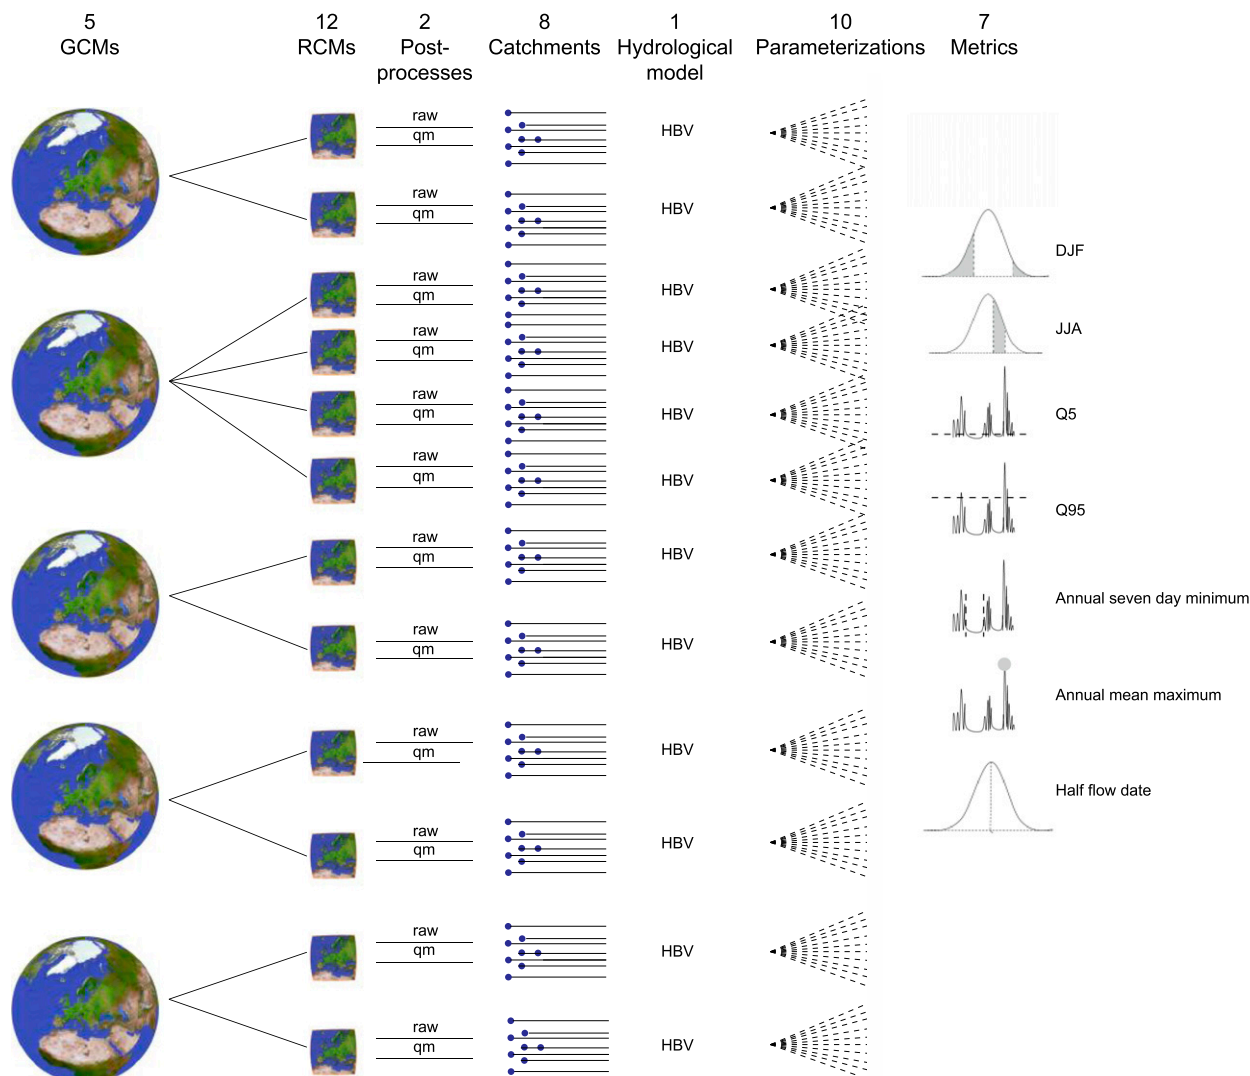 5 12 2 8 1 10 7
GCMs RCMs Post- Catchments Hydrological Parameterizations Metrics
processes model
raw
qm
HBV
raw
qm
HBV
DJF
raw
qm
HBV
raw
qm
HBV
JJA
raw
qm
HBV
Q5
raw
qm
HBV
Q95
raw
qm
HBV
Annual seven day minimum
raw
qm
HBV
Annual mean maximum
raw
qm
HBV
Half flow date
raw
qm
HBV
raw
qm
HBV
raw
qm
HBV